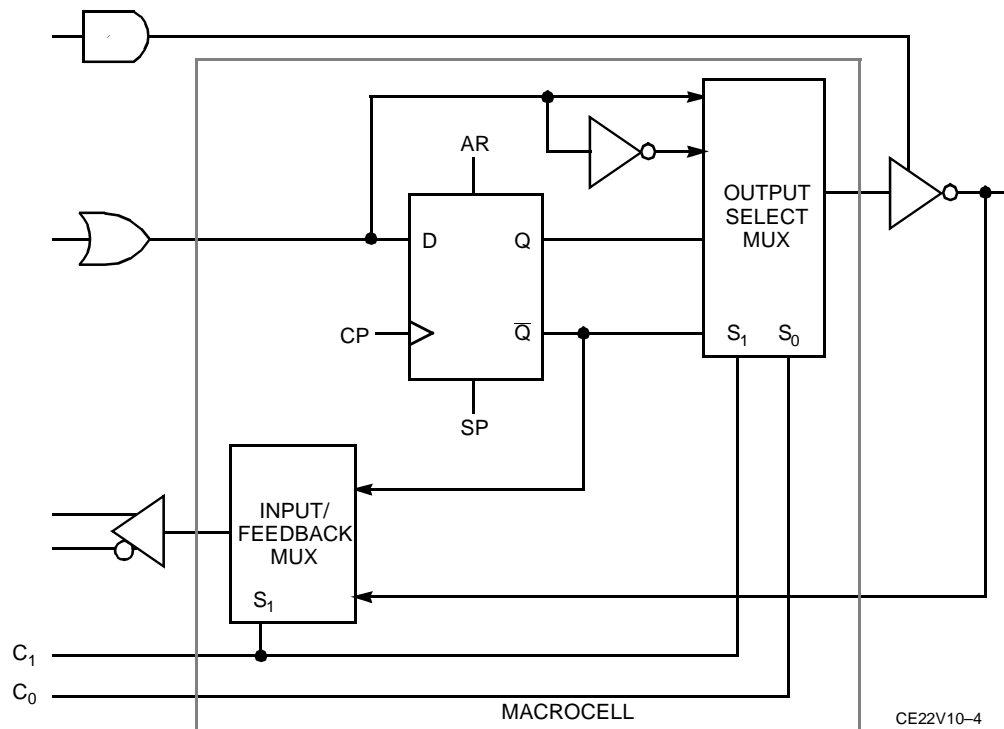 AR
OUTPUT
SELECT
MUX
D
Q
CP
Q̅
S₁
S₀
SP
INPUT/
FEEDBACK
MUX
S₁
C₁
C₀
MACROCELL
CE22V10–4